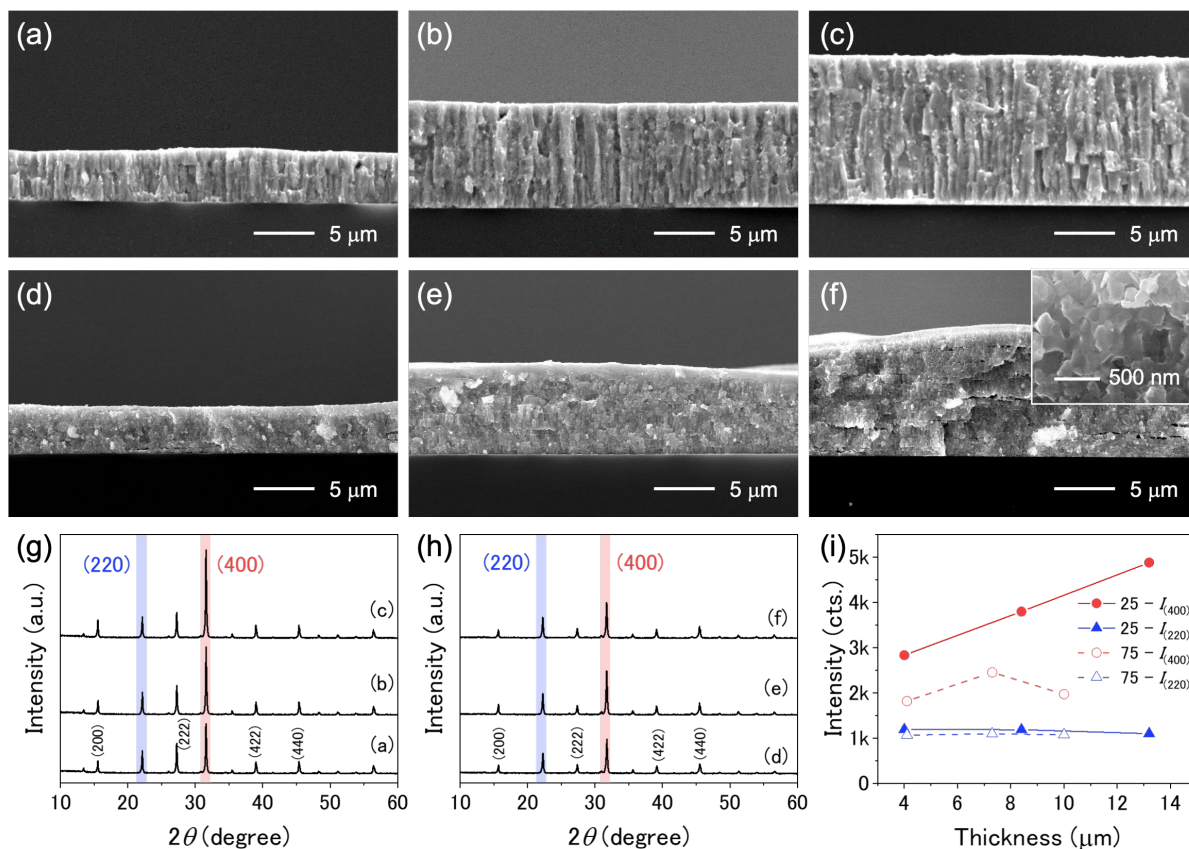 (a)
(b)
(c)
5 μm
5 μm
5 μm
(d)
(e)
(f)
500 nm
5 μm
5 μm
5 μm
(g)
(220)
(400)
(c)
(b)
(a)
(200)
(222)
(422)
(440)
Intensity (a.u.)
10 20 30 40 50 60
2θ (degree)
(h)
(220)
(400)
(f)
(e)
(d)
(200)
(222)
(422)
(440)
Intensity (a.u.)
10 20 30 40 50 60
2θ (degree)
(i)
Intensity (cts.)
5k
4k
3k
2k
1k
0
25 – I(400)
25 – I(220)
75 – I(400)
75 – I(220)
4 6 8 10 12 14
Thickness (μm)